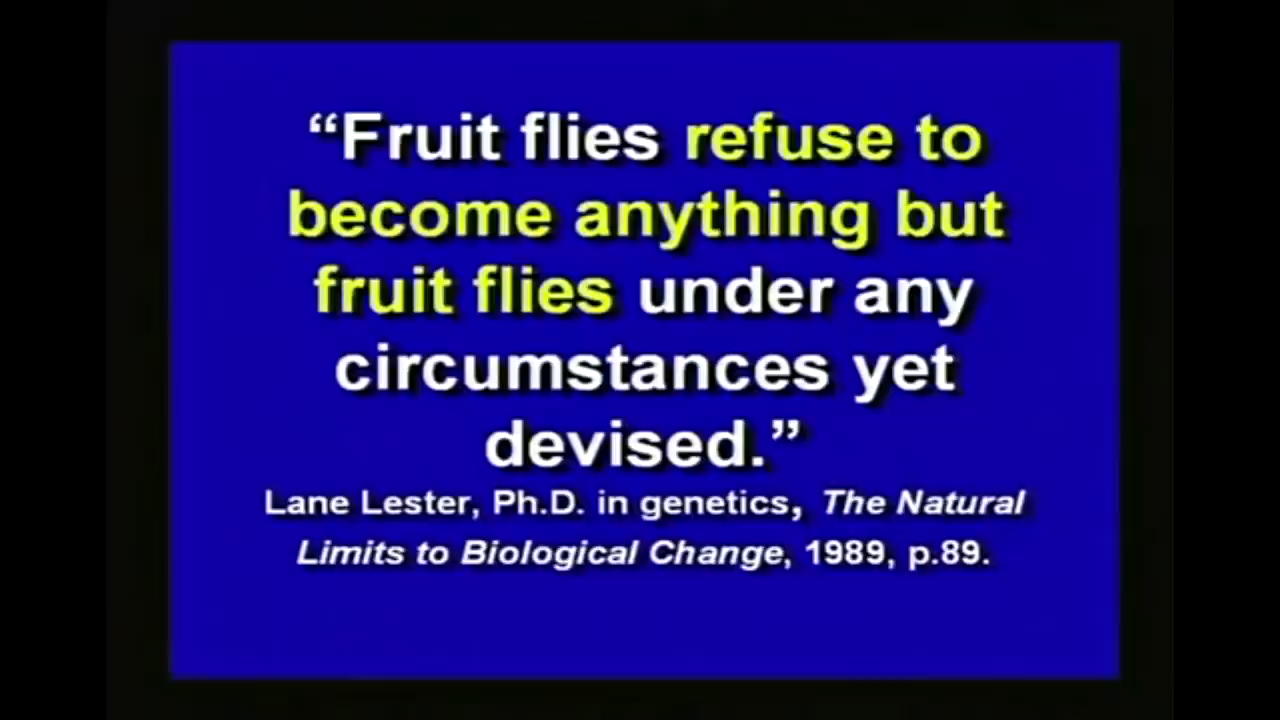 “Fruit flies refuse to
become anything but
fruit flies under any
circumstances yet
devised.”
Lane Lester, Ph.D. in genetics, The Natural
Limits to Biological Change, 1989, p.89.